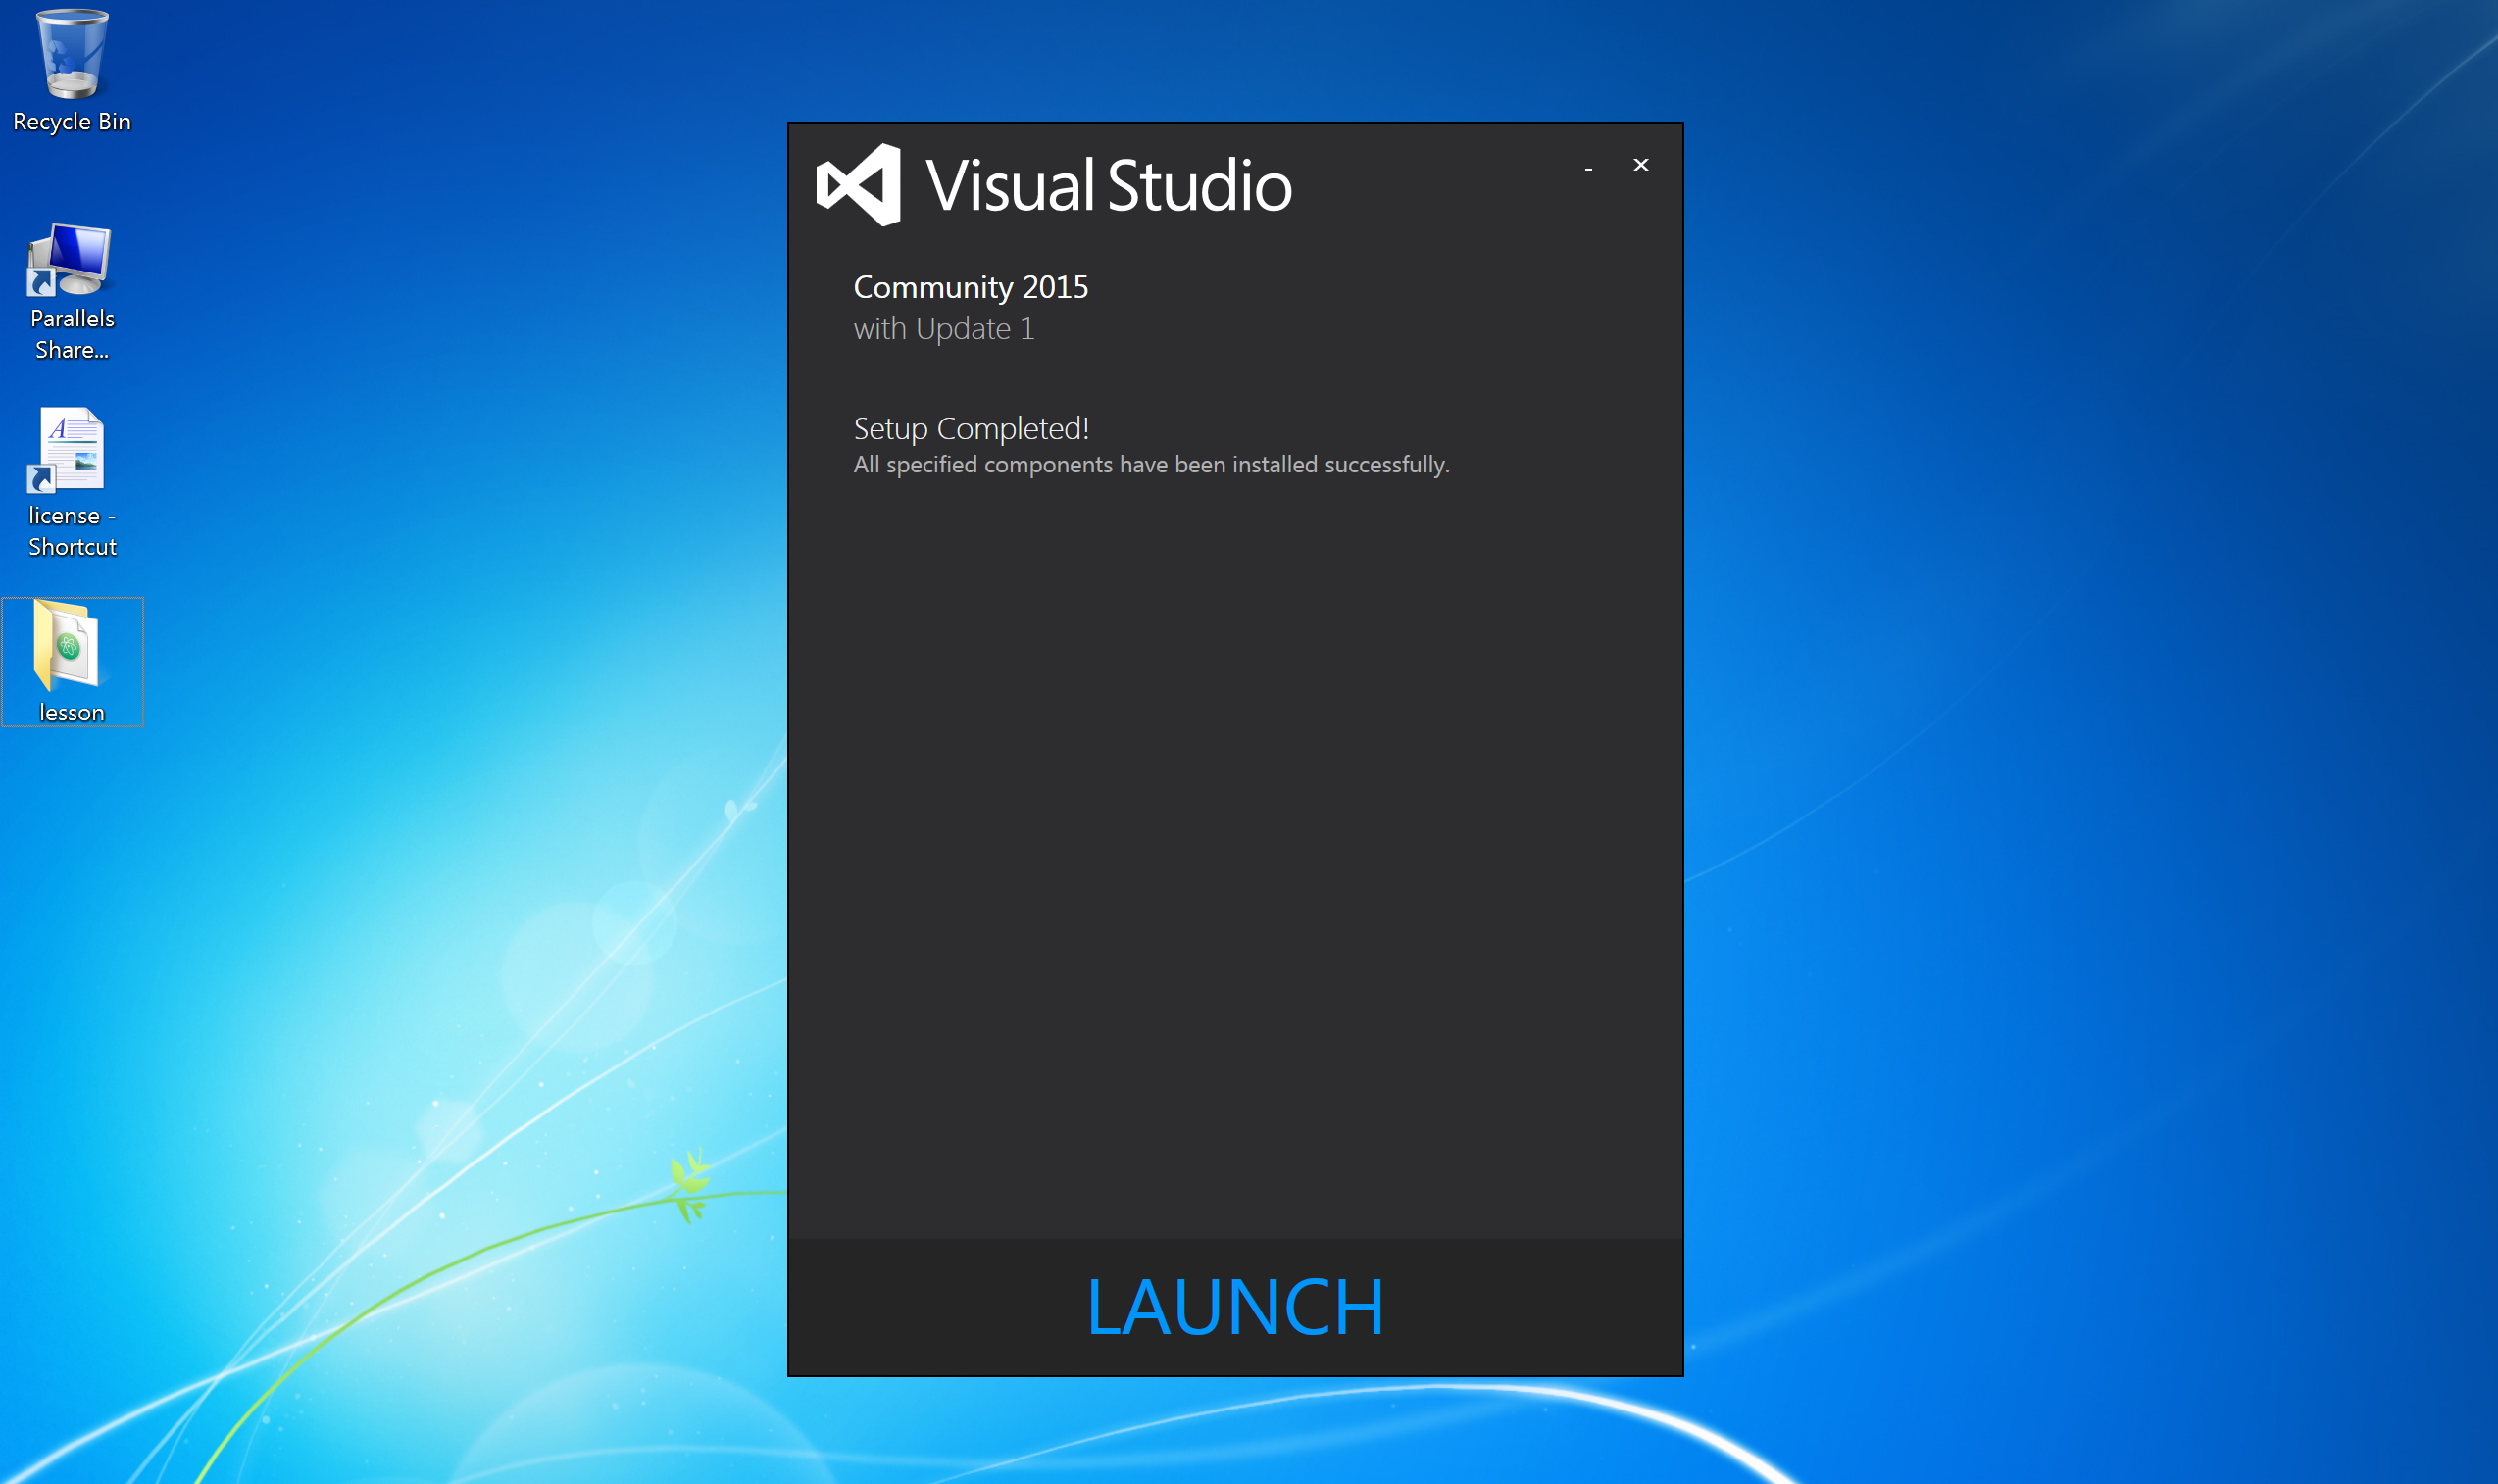 Recycle Bin
Parallels
Share...
license -
Shortcut
lesson
Visual Studio
Community 2015
with Update 1
Setup Completed!
All specified components have been installed successfully.
LAUNCH